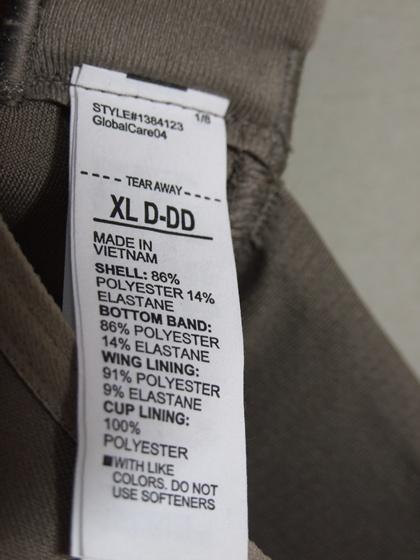 STYLE#1384123 1/8
GlobalCare04
TEAR AWAY
XL D-DD
MADE IN
VIETNAM
SHELL: 86%
POLYESTER 14%
ELASTANE
BOTTOM BAND:
86% POLYESTER
14% ELASTANE
WING LINING:
91% POLYESTER
9% ELASTANE
CUP LINING:
100%
POLYESTER
■WITH LIKE
COLORS. DO NOT
USE SOFTENERS